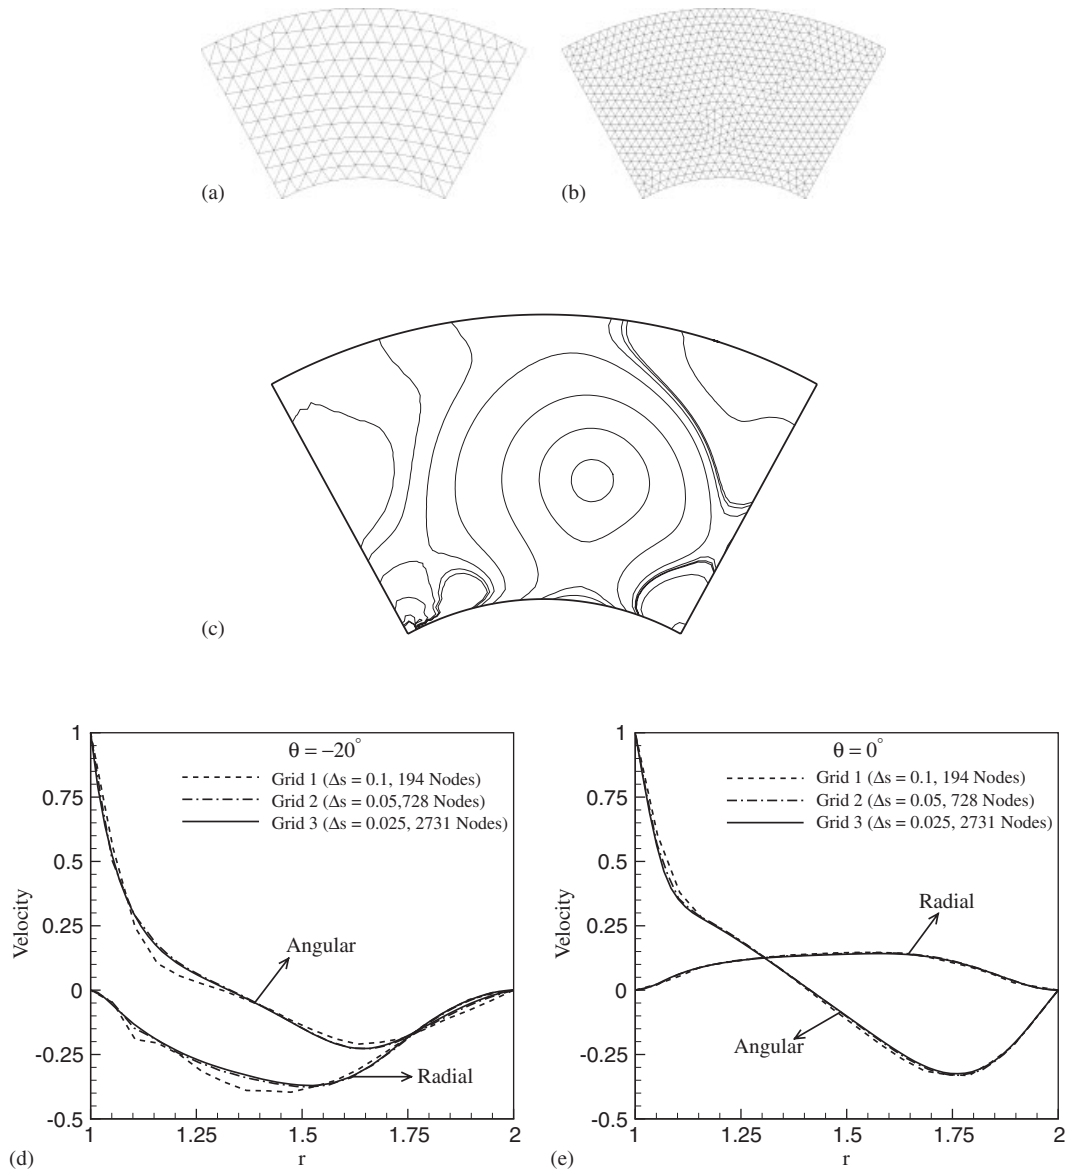 (a)
(b)
(c)
θ = −20°
Grid 1 (Δs = 0.1, 194 Nodes)
Grid 2 (Δs = 0.05,728 Nodes)
Grid 3 (Δs = 0.025, 2731 Nodes)
Angular
Radial
Velocity
1
0.75
0.5
0.25
0
-0.25
-0.5
1
1.25
1.5
1.75
2
r
(d)
θ = 0°
Grid 1 (Δs = 0.1, 194 Nodes)
Grid 2 (Δs = 0.05, 728 Nodes)
Grid 3 (Δs = 0.025, 2731 Nodes)
Radial
Angular
Velocity
1
0.75
0.5
0.25
0
-0.25
-0.5
1
1.25
1.5
1.75
2
r
(e)